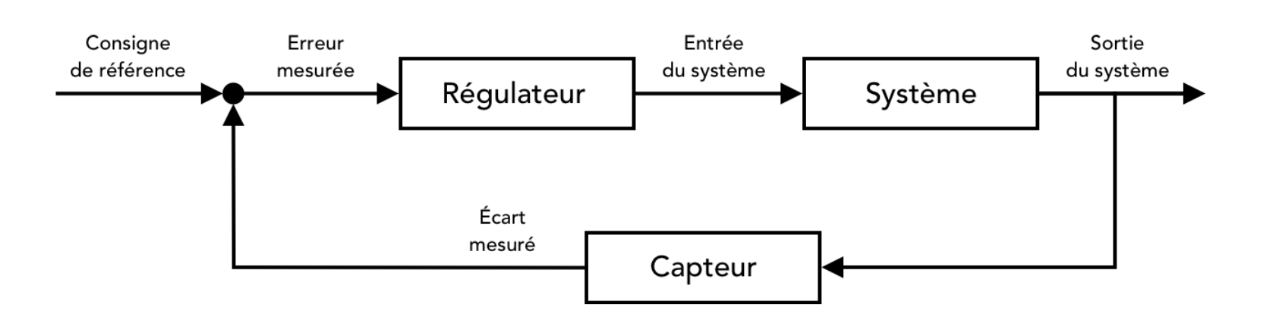 Consigne
de référence
Erreur
mesurée
Régulateur
Entrée
du système
Système
Sortie
du système
Écart
mesuré
Capteur